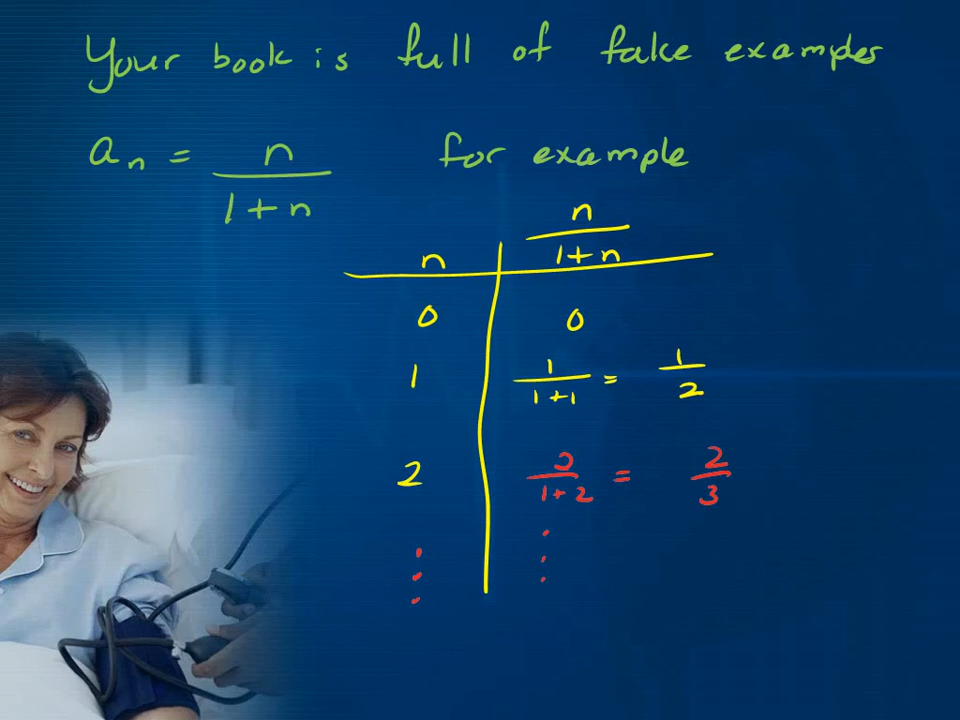 Your book is full of fake examples
aₙ = n / (1 + n) for example
n | n / (1 + n)
0 | 0
1 | 1 / (1 + 1) = 1 / 2
2 | 2 / (1 + 2) = 2 / 3
⋮ | ⋮